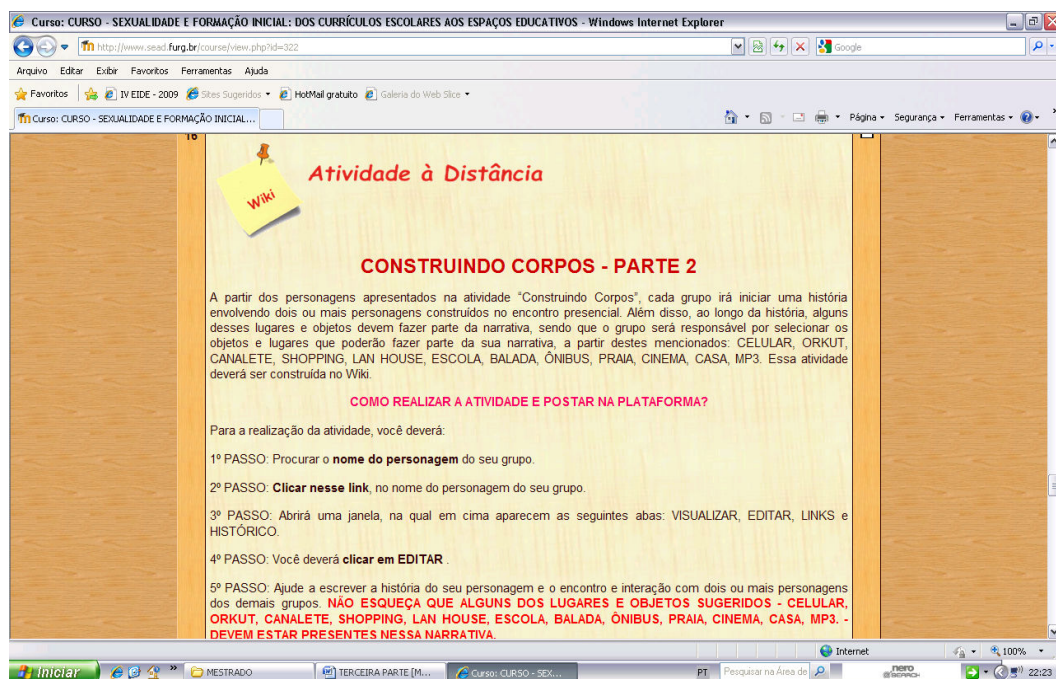 Curso: CURSO - SEXUALIDADE E FORMAÇÃO INICIAL: DOS CURRÍCULOS ESCOLARES AOS ESPAÇOS EDUCATIVOS - Windows Internet Explorer
http://www.sead.furg.br/course/view.php?id=322
Google
Arquivo Editar Exibir Favoritos Ferramentas Ajuda
Favoritos IV EIDE - 2009 Sites Sugeridos HotMail gratuito Galeria do Web Slice
Curso: CURSO - SEXUALIDADE E FORMAÇÃO INICIAL... Página Segurança Ferramentas
16
Atividade à Distância
Wiki
CONSTRUINDO CORPOS - PARTE 2
A partir dos personagens apresentados na atividade "Construindo Corpos", cada grupo irá iniciar uma história
envolvendo dois ou mais personagens construídos no encontro presencial. Além disso, ao longo da história, alguns
desses lugares e objetos devem fazer parte da narrativa, sendo que o grupo será responsável por selecionar os
objetos e lugares que poderão fazer parte da sua narrativa, a partir destes mencionados: CELULAR, ORKUT,
CANALETE, SHOPPING, LAN HOUSE, ESCOLA, BALADA, ÔNIBUS, PRAIA, CINEMA, CASA, MP3. Essa atividade
deverá ser construída no Wiki.
COMO REALIZAR A ATIVIDADE E POSTAR NA PLATAFORMA?
Para a realização da atividade, você deverá:
1º PASSO: Procurar o nome do personagem do seu grupo.
2º PASSO: Clicar nesse link, no nome do personagem do seu grupo.
3º PASSO: Abrirá uma janela, na qual em cima aparecem as seguintes abas: VISUALIZAR, EDITAR, LINKS e
HISTÓRICO.
4º PASSO: Você deverá clicar em EDITAR .
5º PASSO: Ajude a escrever a história do seu personagem e o encontro e interação com dois ou mais personagens
dos demais grupos. NÃO ESQUEÇA QUE ALGUNS DOS LUGARES E OBJETOS SUGERIDOS - CELULAR,
ORKUT, CANALETE, SHOPPING, LAN HOUSE, ESCOLA, BALADA, ÔNIBUS, PRAIA, CINEMA, CASA, MP3. -
DEVEM ESTAR PRESENTES NESSA NARRATIVA.
Internet 100%
Iniciar MESTRADO TERCEIRA PARTE [M... Curso: CURSO - SEX... PT Pesquisar na Área de nero SEARCH 22:23